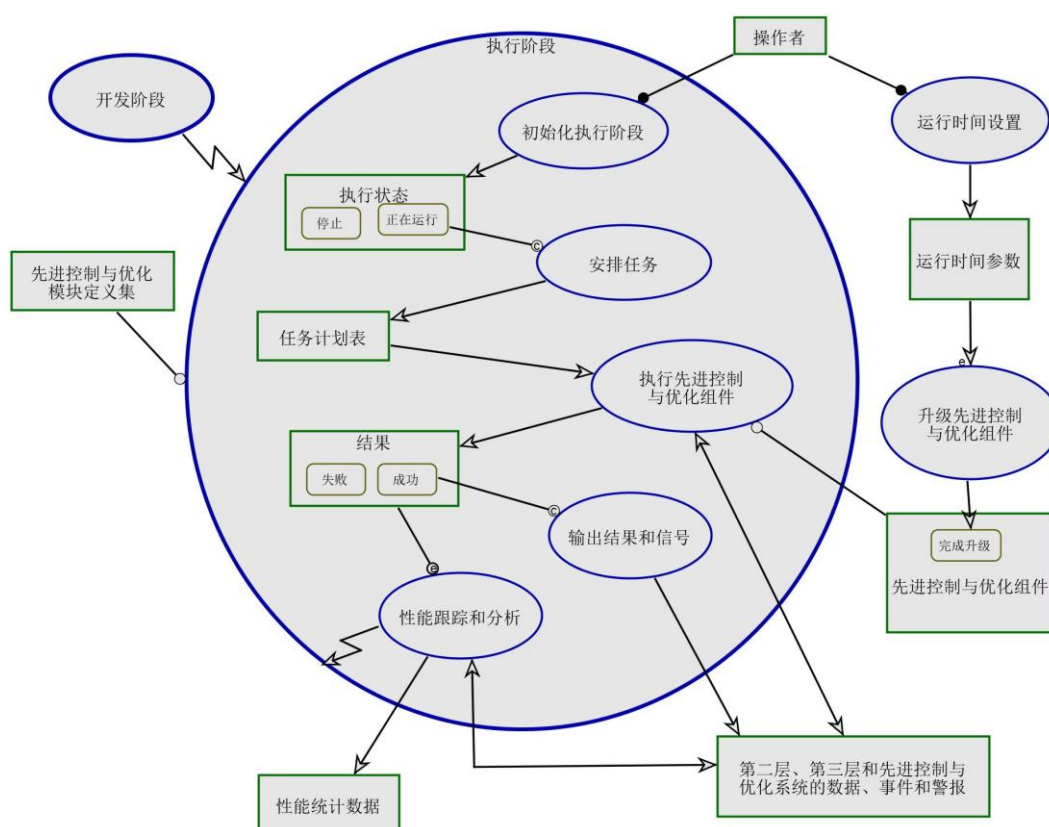 执行阶段
操作者
开发阶段
初始化执行阶段
运行时间设置
执行状态
停止
正在运行
c
安排任务
先进控制与优化
模块定义集
运行时间参数
任务计划表
e
执行先进控制
与优化组件
升级先进控制
与优化组件
结果
失败
成功
c
输出结果和信号
完成升级
先进控制与优化组件
e
性能跟踪和分析
第二层、第三层和先进控制与
优化系统的数据、事件和警报
性能统计数据